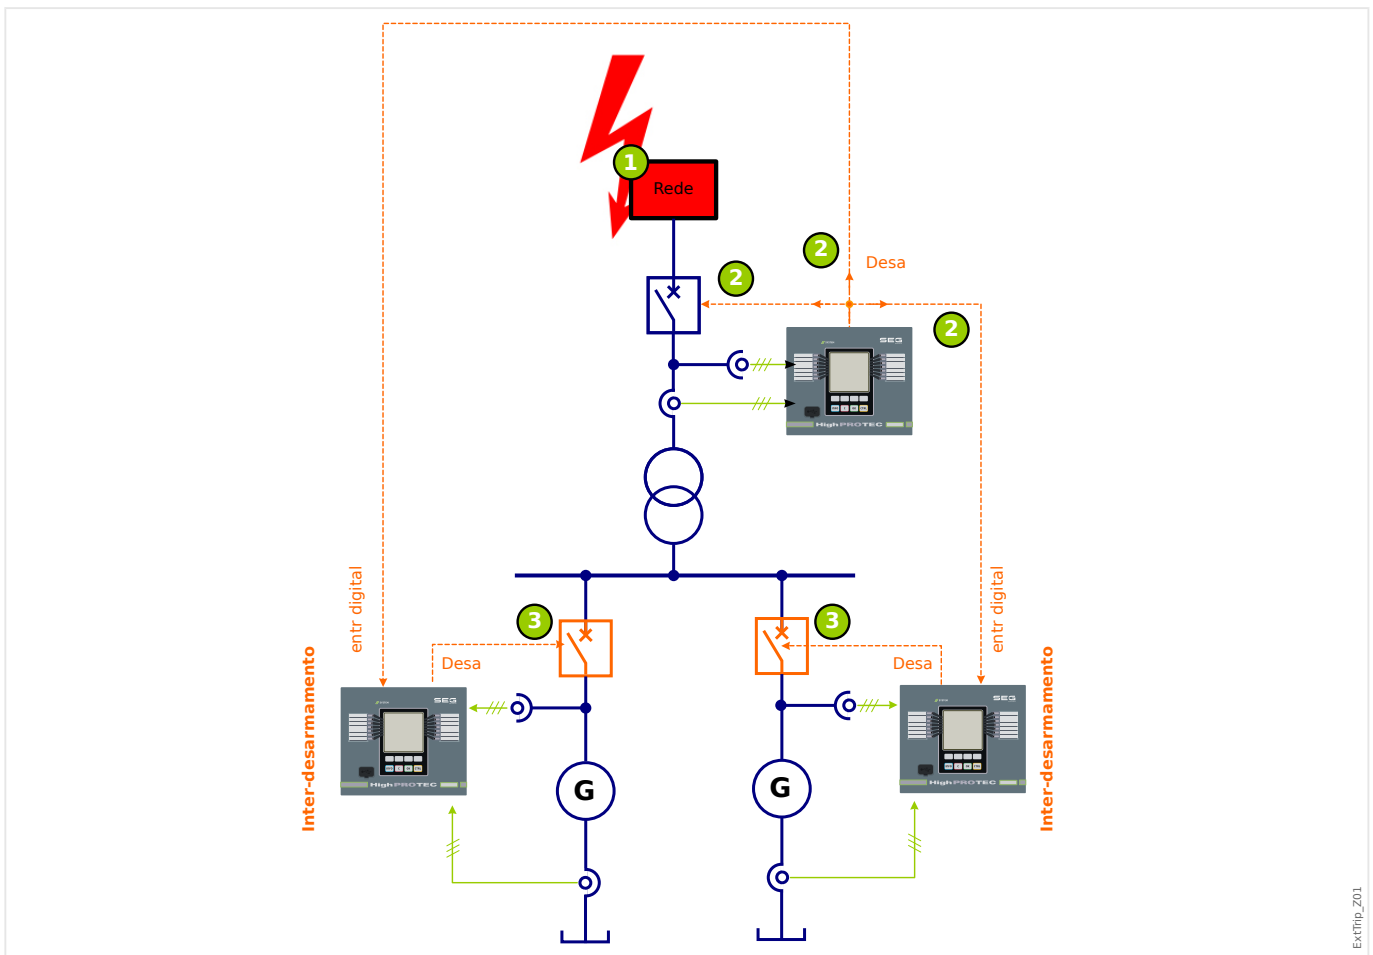 1
Rede
2
Desa
2
2
SEG
HighPROTEC
entr digital
entr digital
3
3
Desa
Desa
Inter-desarmamento
Inter-desarmamento
SEG
HighPROTEC
SEG
HighPROTEC
G
G
ExtTrip_Z01